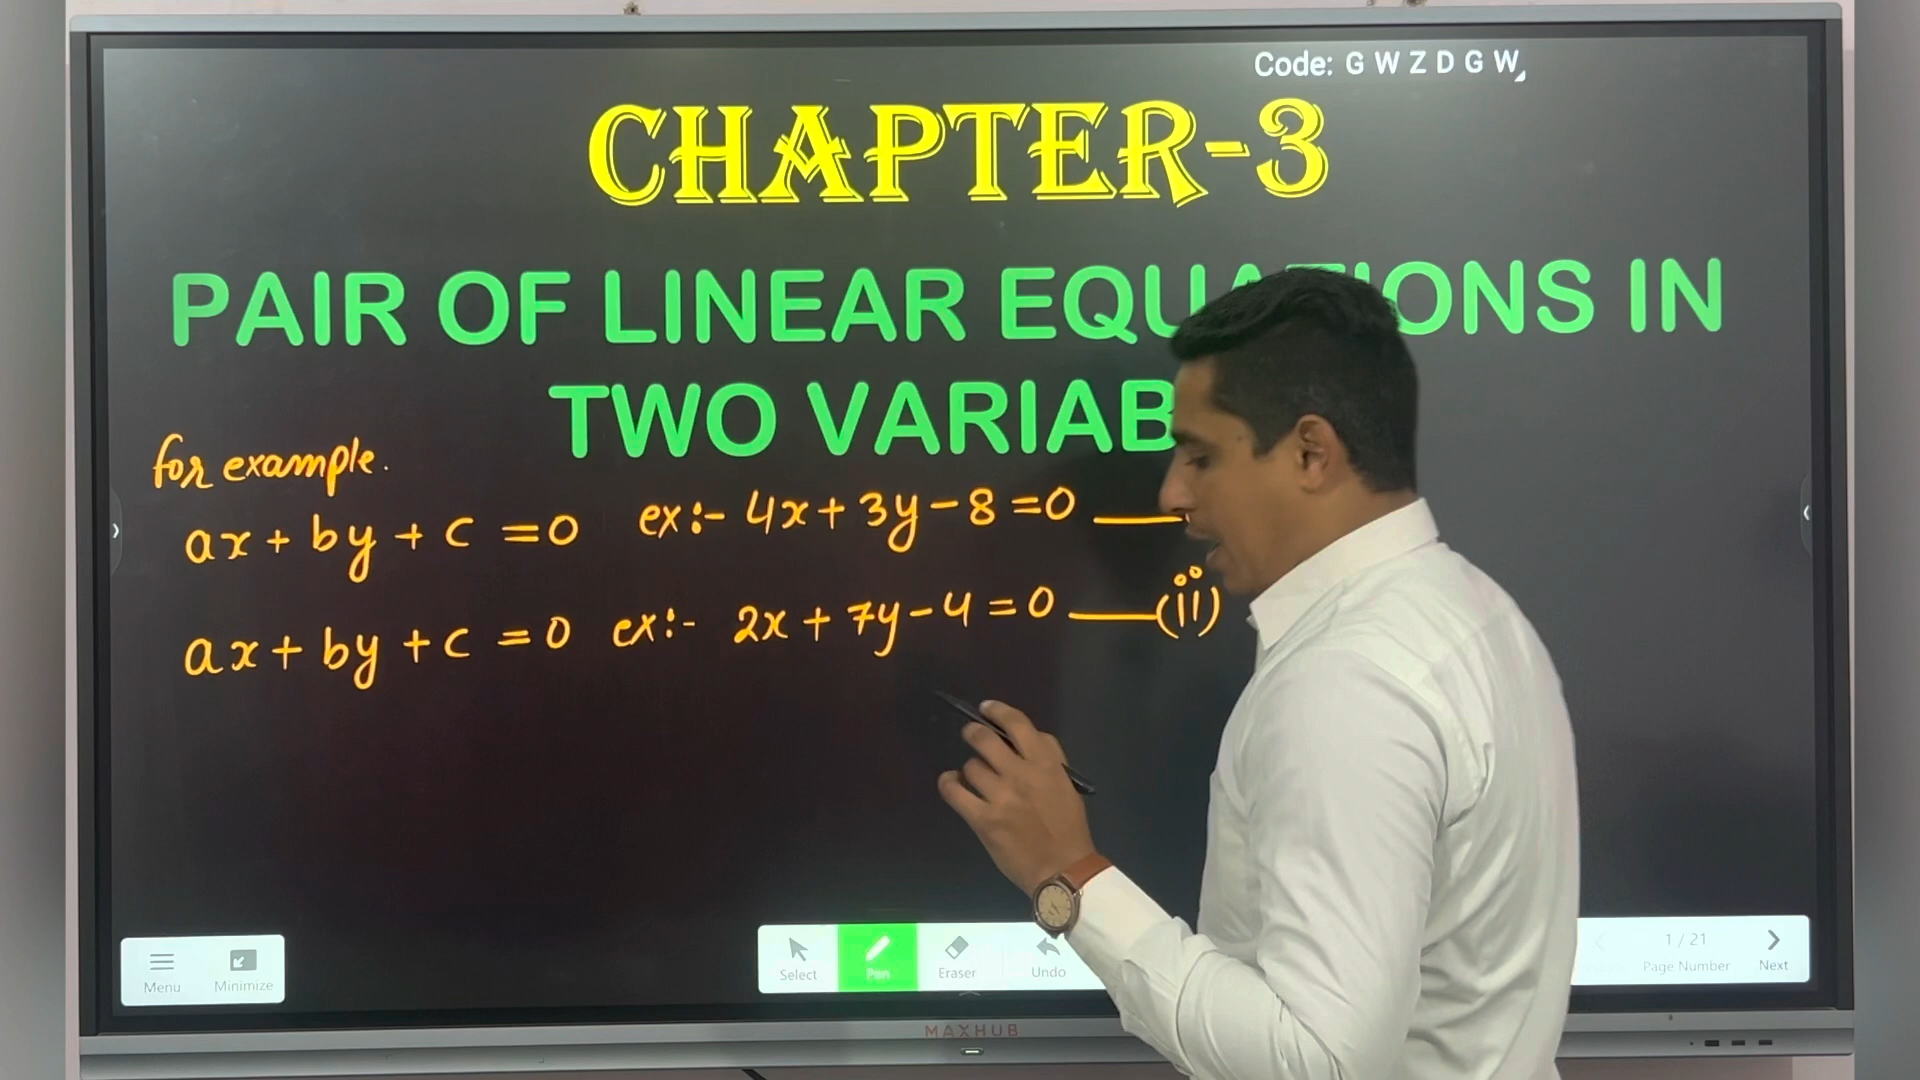 Code: G W Z D G W
CHAPTER-3
PAIR OF LINEAR EQUATIONS IN
TWO VARIAB
for example.
ax + by + c = 0 ex:- 4x + 3y - 8 = 0
ax + by + c = 0 ex:- 2x + 7y - 4 = 0 (ii)
Menu Minimize Select Pen Eraser Undo 1 / 21 Page Number Next
MAXHUB